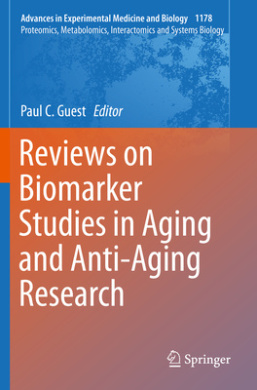 Advances in Experimental Medicine and Biology 1178
Proteomics, Metabolomics, Interactomics and Systems Biology
Paul C. Guest Editor
Reviews on
Biomarker
Studies in Aging
and Anti-Aging
Research
Springer